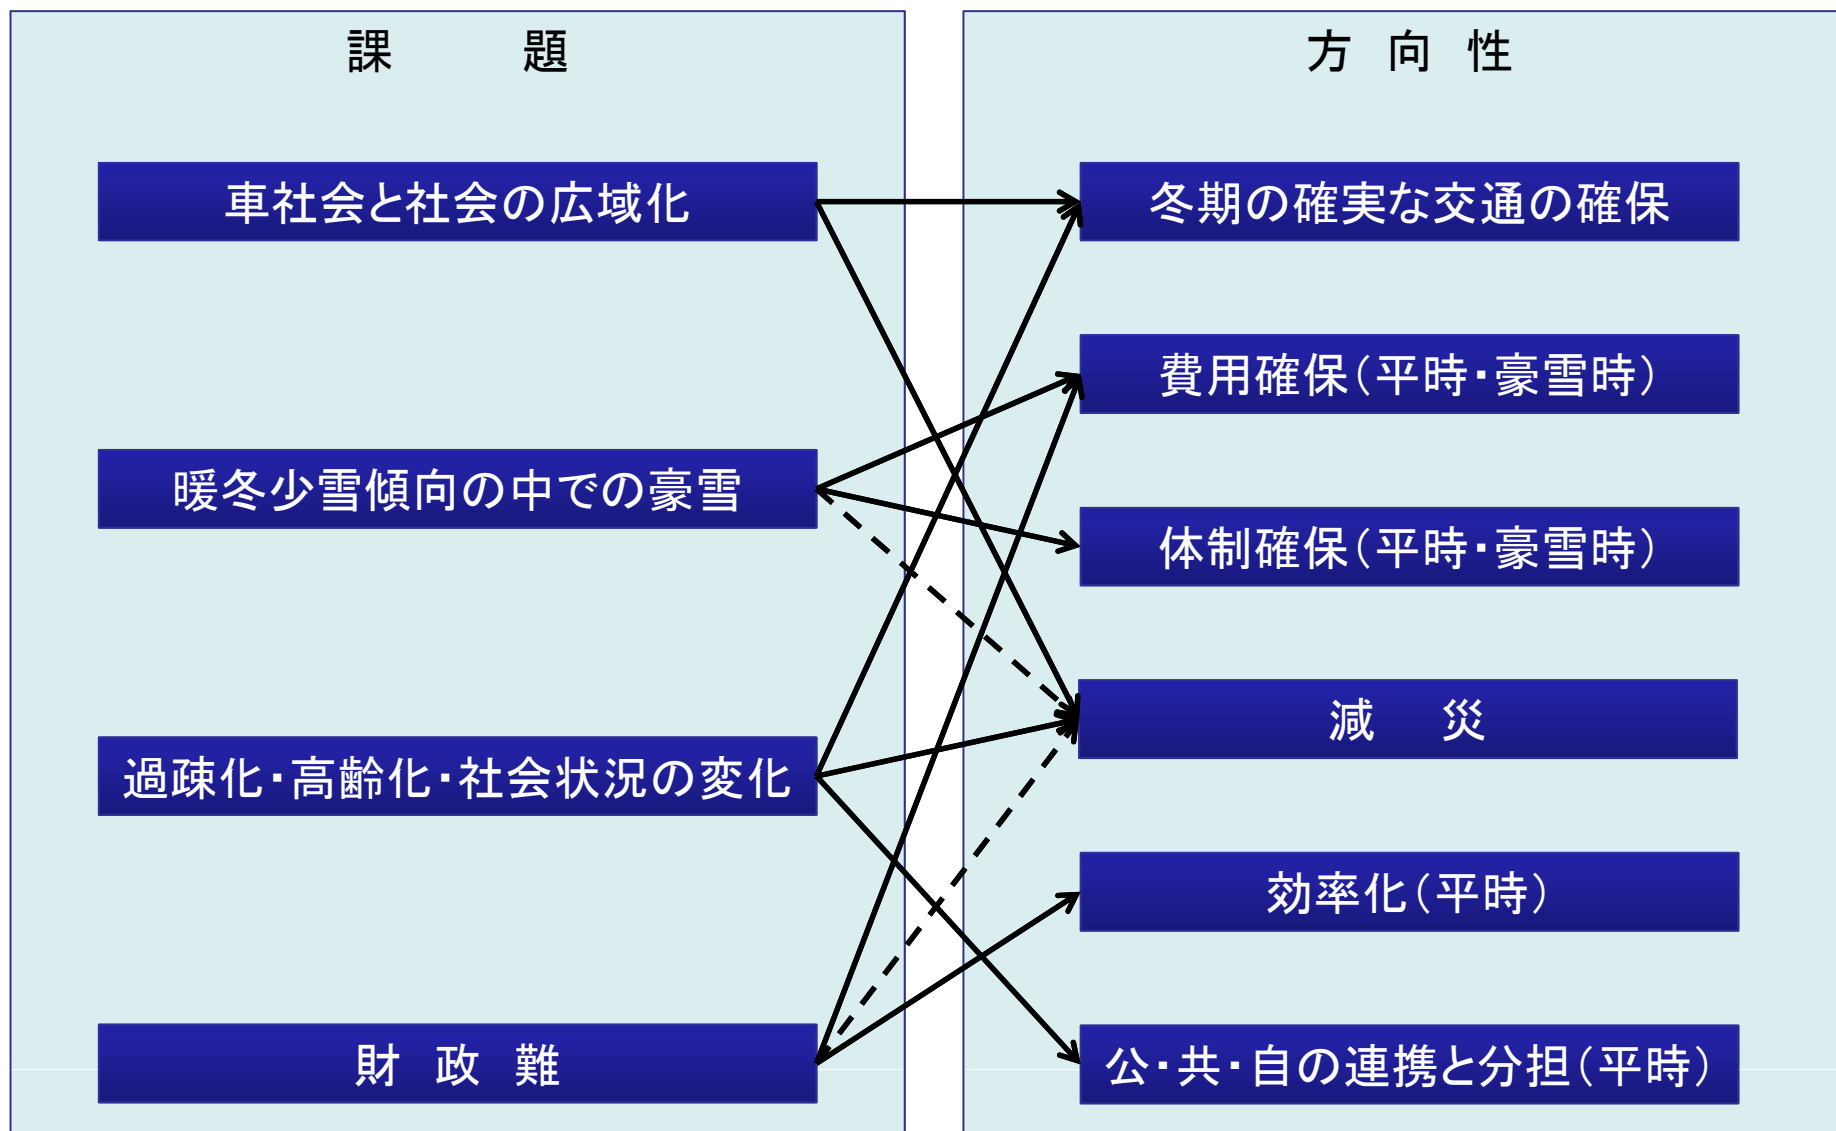 課　題
車社会と社会の広域化
暖冬少雪傾向の中での豪雪
過疎化・高齢化・社会状況の変化
財 政 難
方 向 性
冬期の確実な交通の確保
費用確保(平時・豪雪時)
体制確保(平時・豪雪時)
減　災
効率化(平時)
公・共・自の連携と分担(平時)